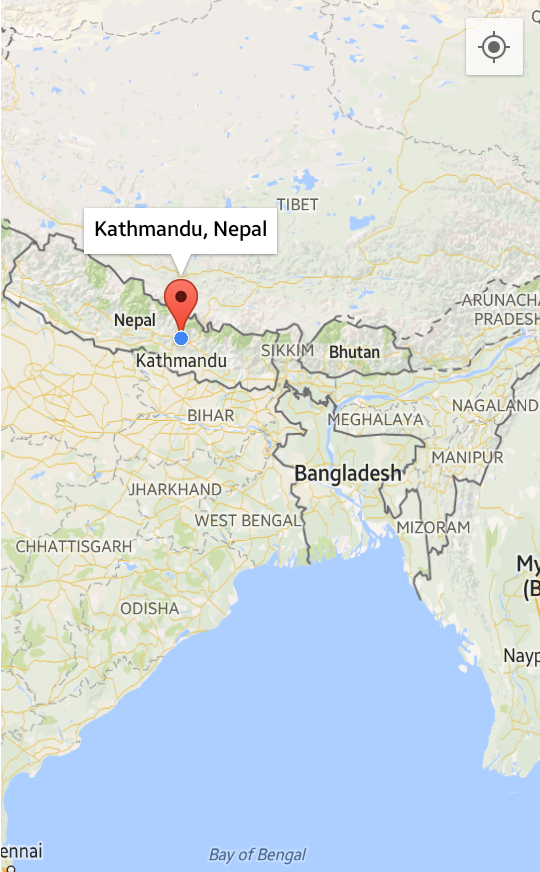 Q
TIBET
Kathmandu, Nepal
ARUNACHA
PRADESH
Nepal
Kathmandu
SIKKIM
Bhutan
BIHAR
MEGHALAYA
NAGALAND
MANIPUR
Bangladesh
JHARKHAND
WEST BENGAL
MIZORAM
CHHATTISGARH
My
(B
ODISHA
Nayp
ennai
Bay of Bengal